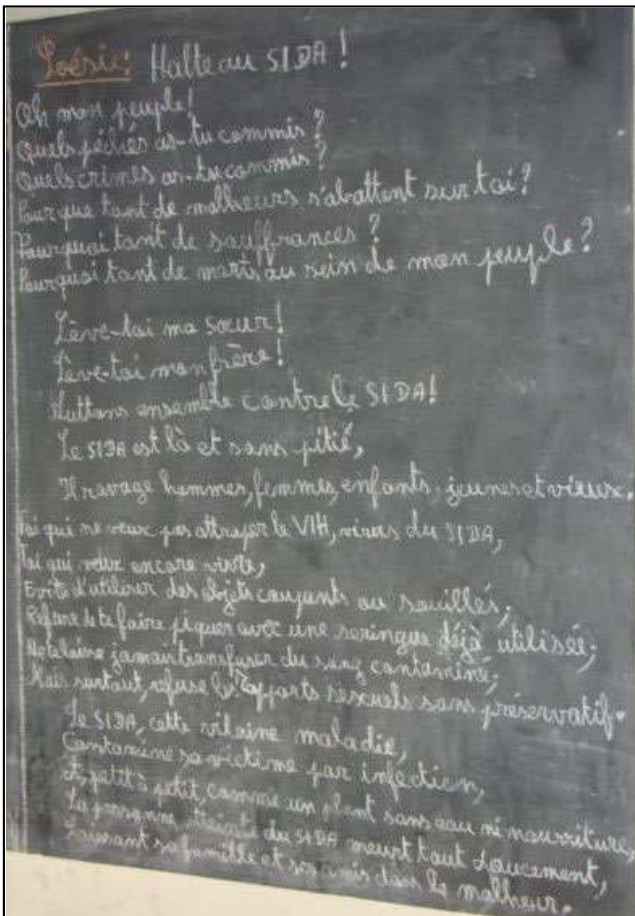 Poésie: Halte au SIDA !
Oh mon peuple!
Quels péchés as-tu commis ?
Quels crimes as-tu commis ?
Pour que tant de malheurs s'abattent sur toi ?
Pourquoi tant de souffrances ?
Pourquoi tant de morts au sein de mon peuple ?
Lève-toi ma sœur !
Lève-toi mon frère !
Luttons ensemble contre le SIDA!
Le SIDA est là et sans pitié,
Il ravage hommes, femmes, enfants, jeunes et vieux.
Toi qui ne veux pas attraper le VIH, virus du SIDA,
Toi qui veux encore vivre,
Evite d'utiliser des objets coupants ou souillés;
Refuse de te faire piquer avec une seringue déjà utilisée;
Ne te laisse jamais transfuser du sang contaminé;
Mais surtout, refuse les rapports sexuels sans préservatif.
Le SIDA, cette vilaine maladie,
Contamine sa victime par infection,
Et, petit à petit, comme un plant sans eau ni nourriture,
La personne atteinte du SIDA meurt tout doucement,
Laissant sa famille et ses amis dans le malheur.